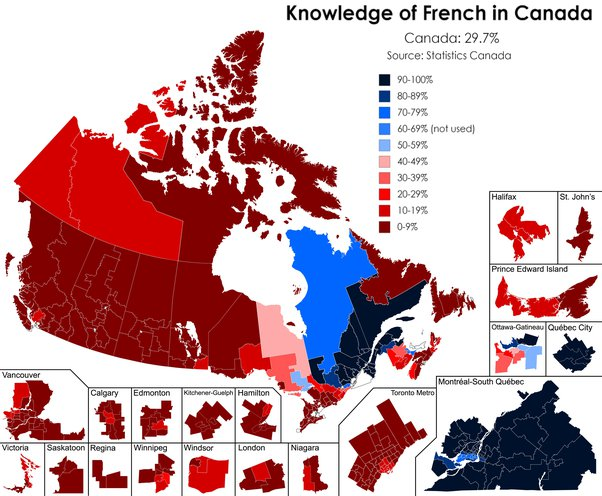 Knowledge of French in Canada
Canada: 29.7%
Source: Statistics Canada
90-100%
80-89%
70-79%
60-69% (not used)
50-59%
40-49%
30-39%
20-29%
10-19%
0-9%
Halifax
St. John's
Prince Edward Island
Ottawa-Gatineau
Québec City
Vancouver
Calgary
Edmonton
Kitchener-Guelph
Hamilton
Toronto Metro
Montréal-South Québec
Victoria
Saskatoon
Regina
Winnipeg
Windsor
London
Niagara